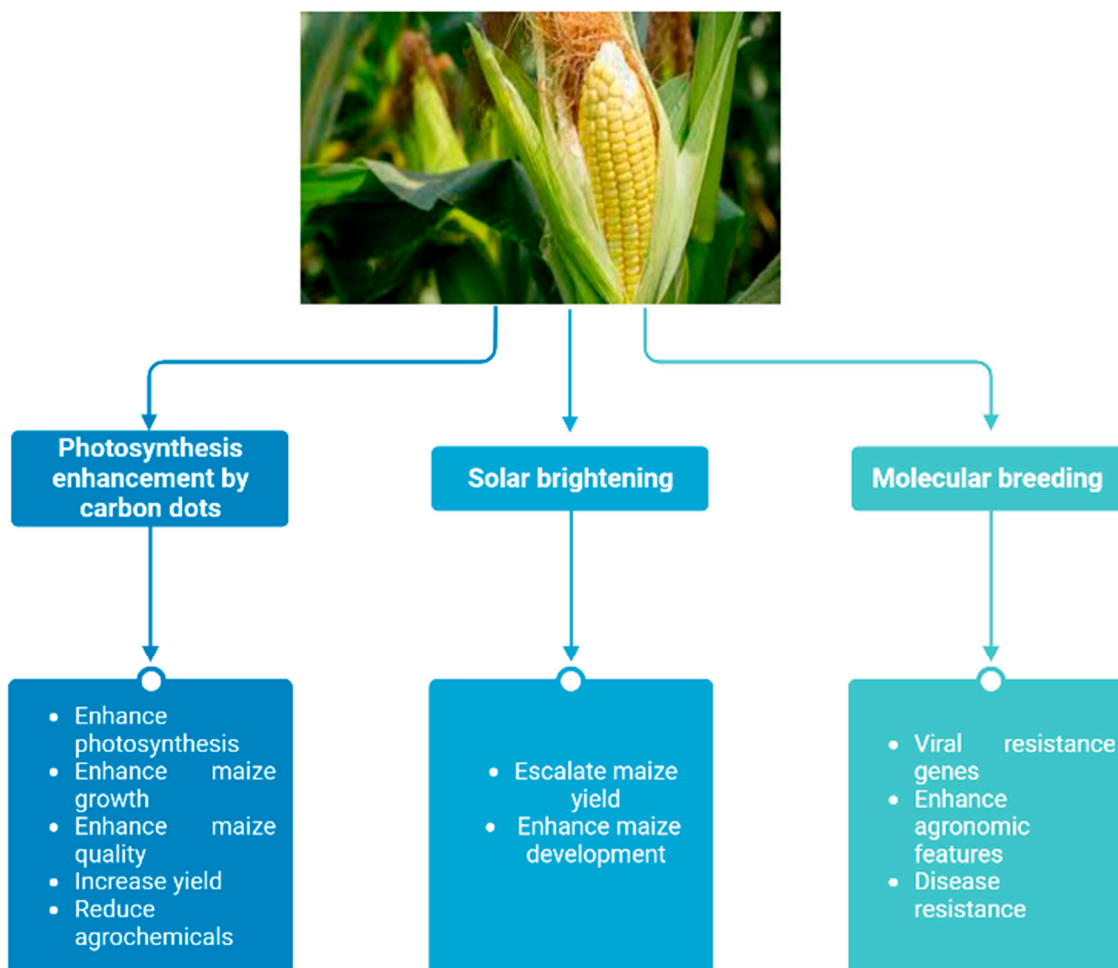 Photosynthesis
enhancement by
carbon dots
Solar brightening
Molecular breeding
• Enhance
photosynthesis
• Enhance maize
growth
• Enhance maize
quality
• Increase yield
• Reduce
agrochemicals
• Escalate maize
yield
• Enhance maize
development
• Viral resistance
genes
• Enhance
agronomic
features
• Disease
resistance